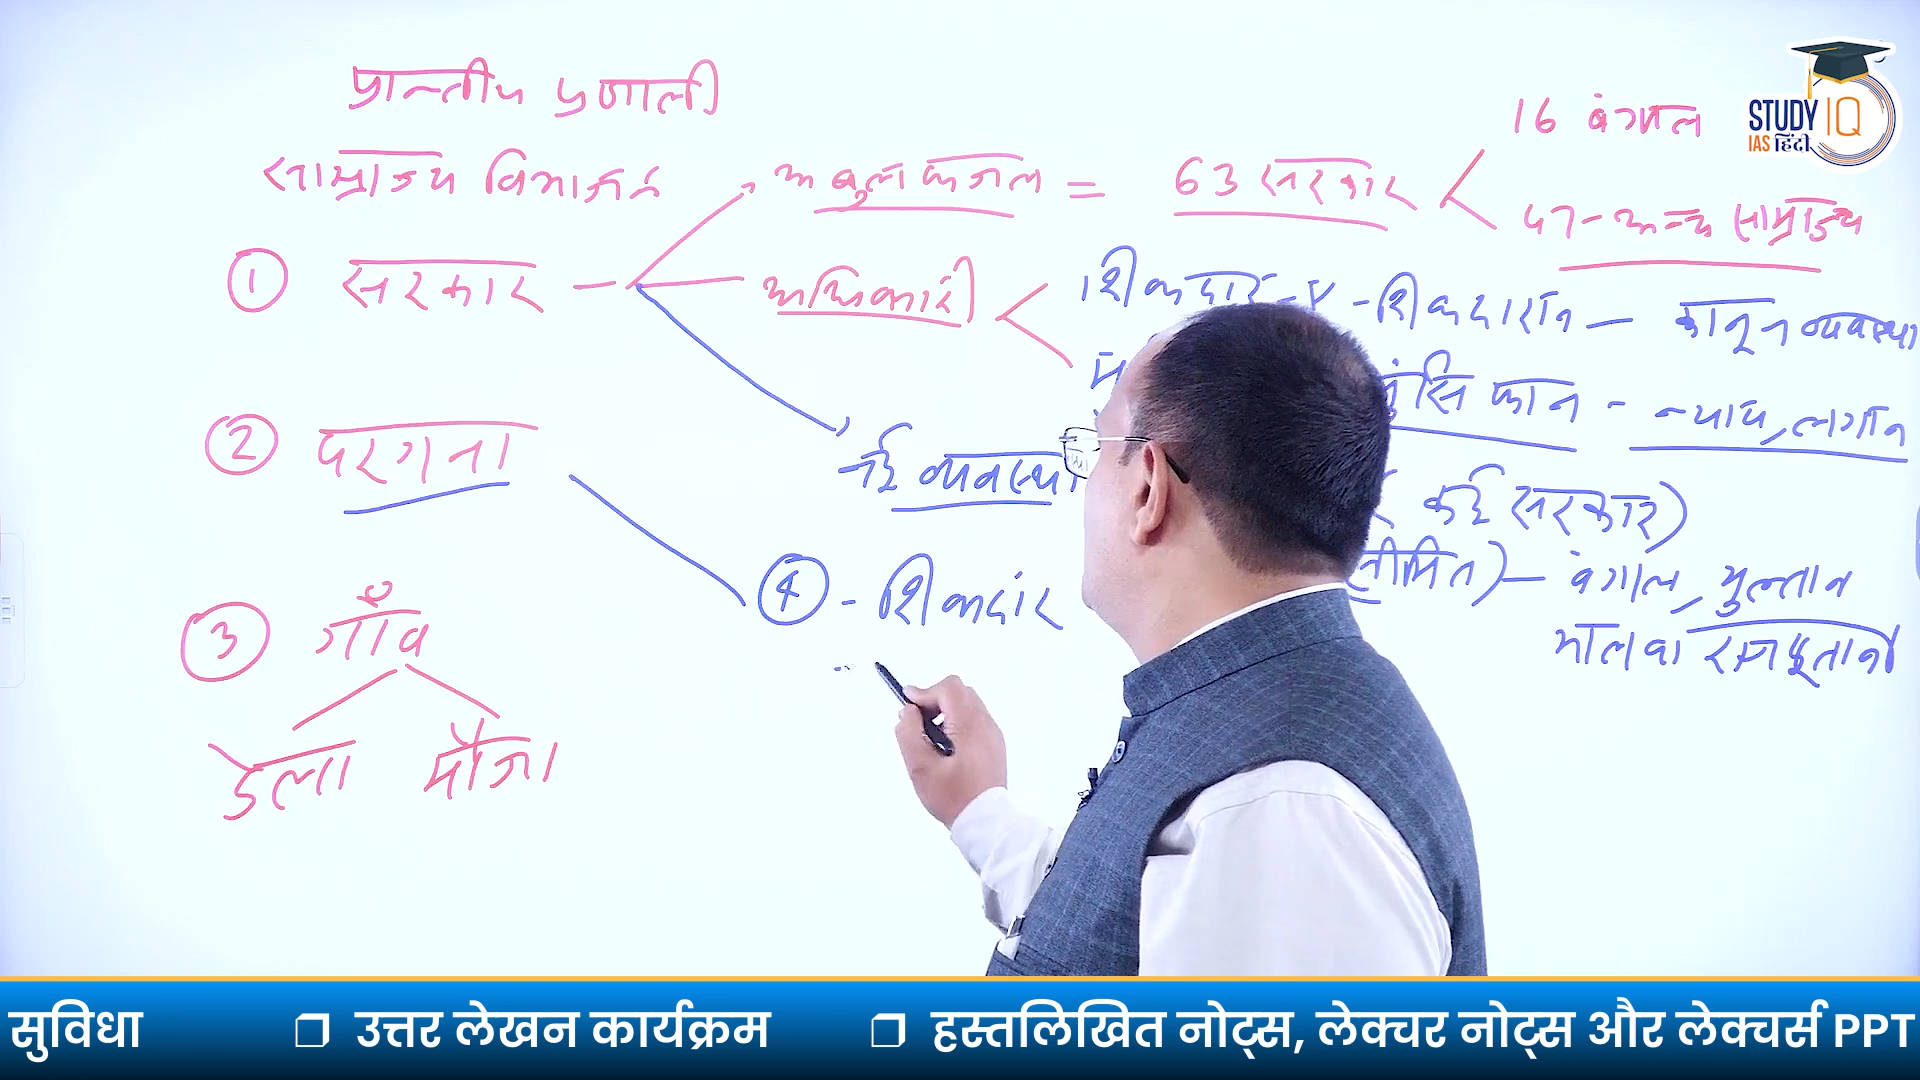 प्रान्तीय प्रणाली
साम्राज्य विभाजन
अबुल फजल = 63 सरकार
16 बंगाल
47 - अन्य साम्राज्य
① सरकार
अधिकारी
शिकदार - ए - शिकदारान - कानून व्यवस्था
मुंसिफान - न्याय, लगान
② परगना
नई व्यवस्था
कई सरकार)
④ - शिकदार
सीमित) - बंगाल, मुल्तान
मालवा राजपूताना
③ गाँव
डेला मौजा
STUDY IQ
IAS हिंदी
सुविधा ❐ उत्तर लेखन कार्यक्रम ❐ हस्तलिखित नोट्स, लेक्चर नोट्स और लेक्चर्स PPT